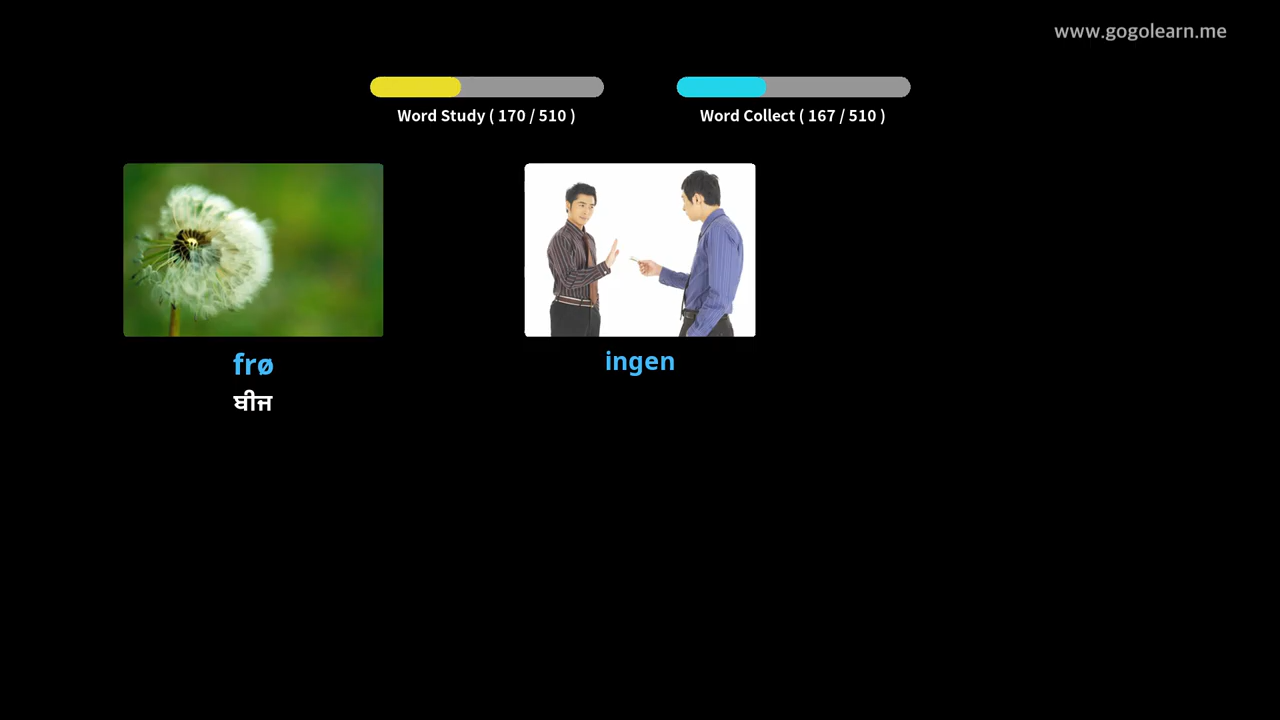 www.gogolearn.me
Word Study ( 170 / 510 )
Word Collect ( 167 / 510 )
frø
ingen
बीज